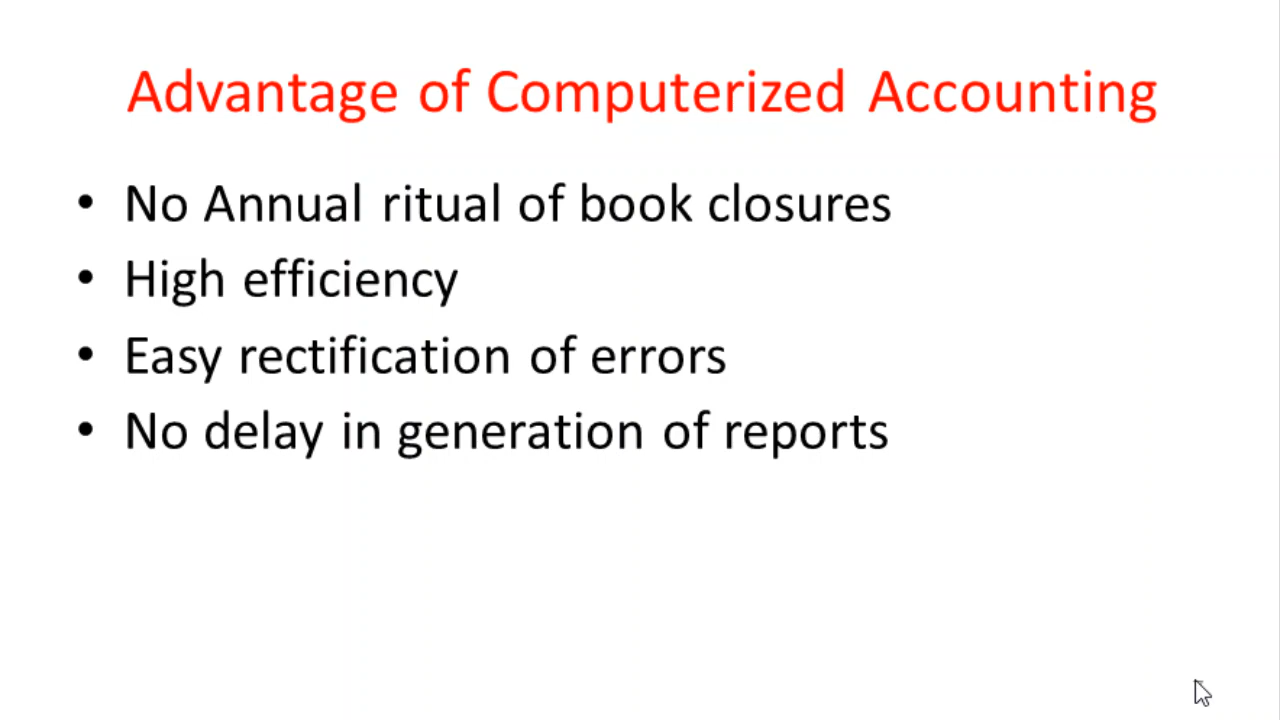 Advantage of Computerized Accounting
• No Annual ritual of book closures
• High efficiency
• Easy rectification of errors
• No delay in generation of reports